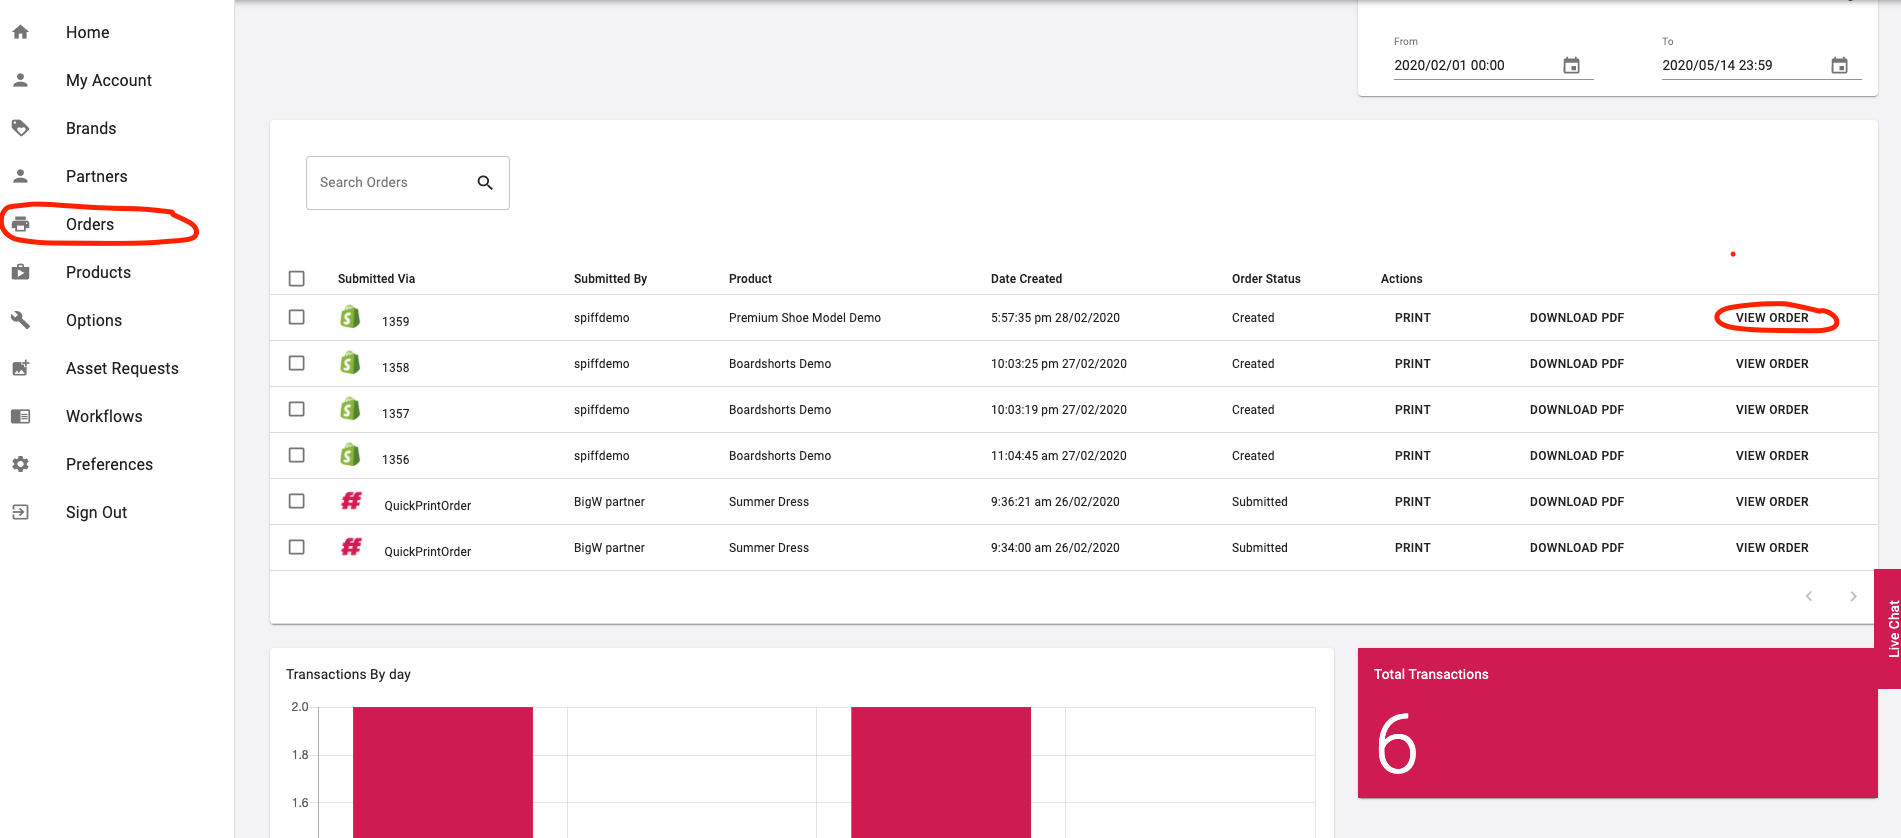 Home
My Account
Brands
Partners
Orders
Products
Options
Asset Requests
Workflows
Preferences
Sign Out
From To
2020/02/01 00:00 2020/05/14 23:59
Search Orders
Submitted Via Submitted By Product Date Created Order Status Actions
1359 spiffdemo Premium Shoe Model Demo 5:57:35 pm 28/02/2020 Created PRINT DOWNLOAD PDF VIEW ORDER
1358 spiffdemo Boardshorts Demo 10:03:25 pm 27/02/2020 Created PRINT DOWNLOAD PDF VIEW ORDER
1357 spiffdemo Boardshorts Demo 10:03:19 pm 27/02/2020 Created PRINT DOWNLOAD PDF VIEW ORDER
1356 spiffdemo Boardshorts Demo 11:04:45 am 27/02/2020 Created PRINT DOWNLOAD PDF VIEW ORDER
QuickPrintOrder BigW partner Summer Dress 9:36:21 am 26/02/2020 Submitted PRINT DOWNLOAD PDF VIEW ORDER
QuickPrintOrder BigW partner Summer Dress 9:34:00 am 26/02/2020 Submitted PRINT DOWNLOAD PDF VIEW ORDER
Live Chat
Transactions By day
2.0
1.8
1.6
Total Transactions
6